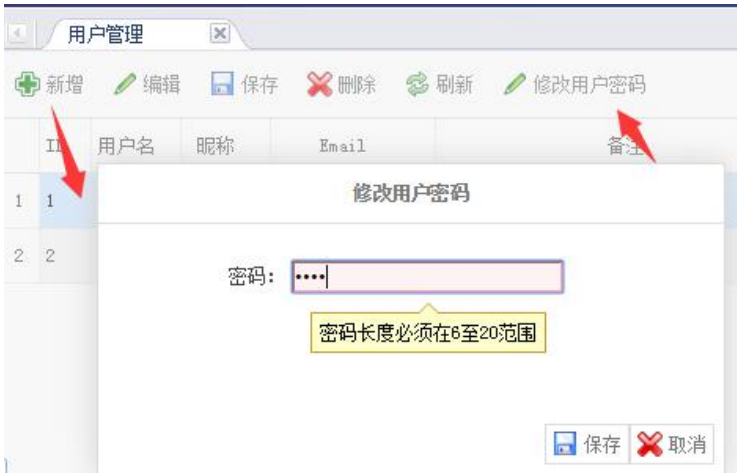 用户管理
新增 编辑 保存 删除 刷新 修改用户密码
用户名 昵称 Email 备注
修改用户密码
1 1
2 2
密码: ••••
密码长度必须在6至20范围
保存 取消